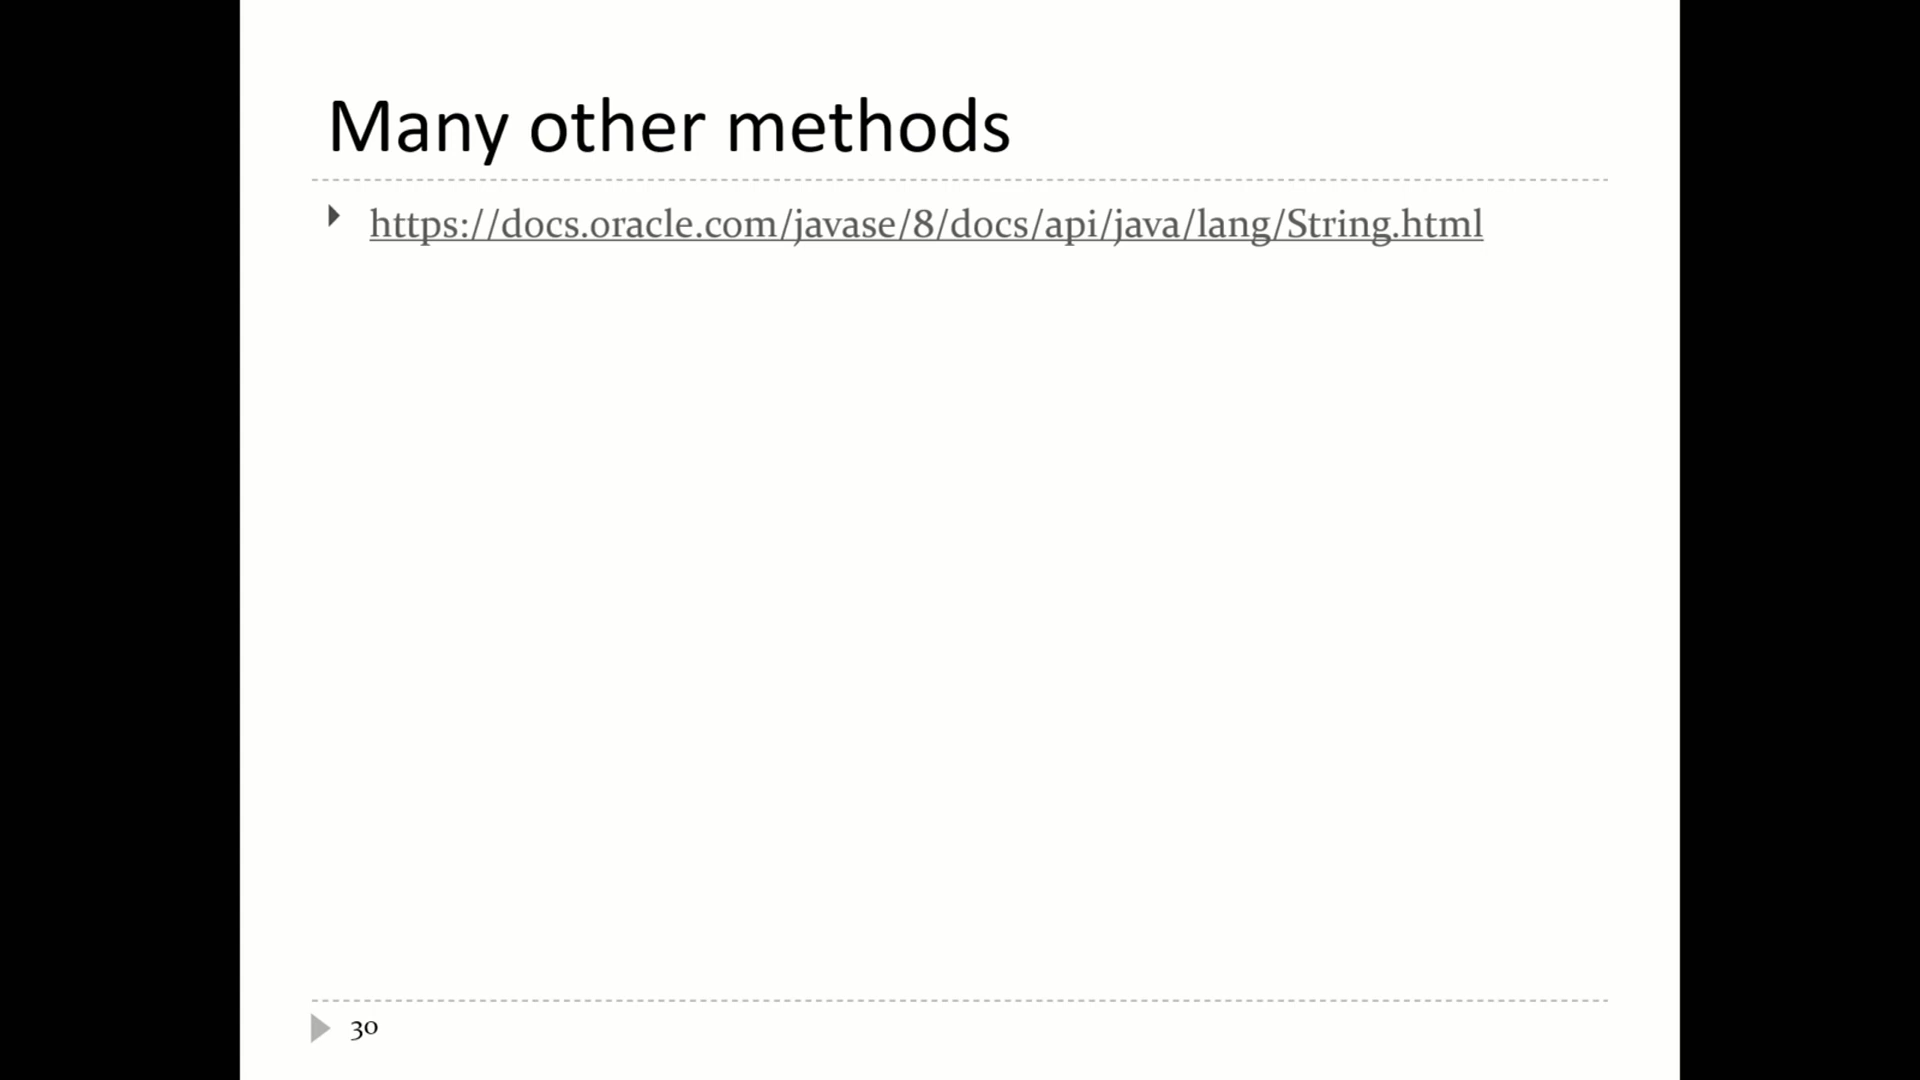 Many other methods
https://docs.oracle.com/javase/8/docs/api/java/lang/String.html
30